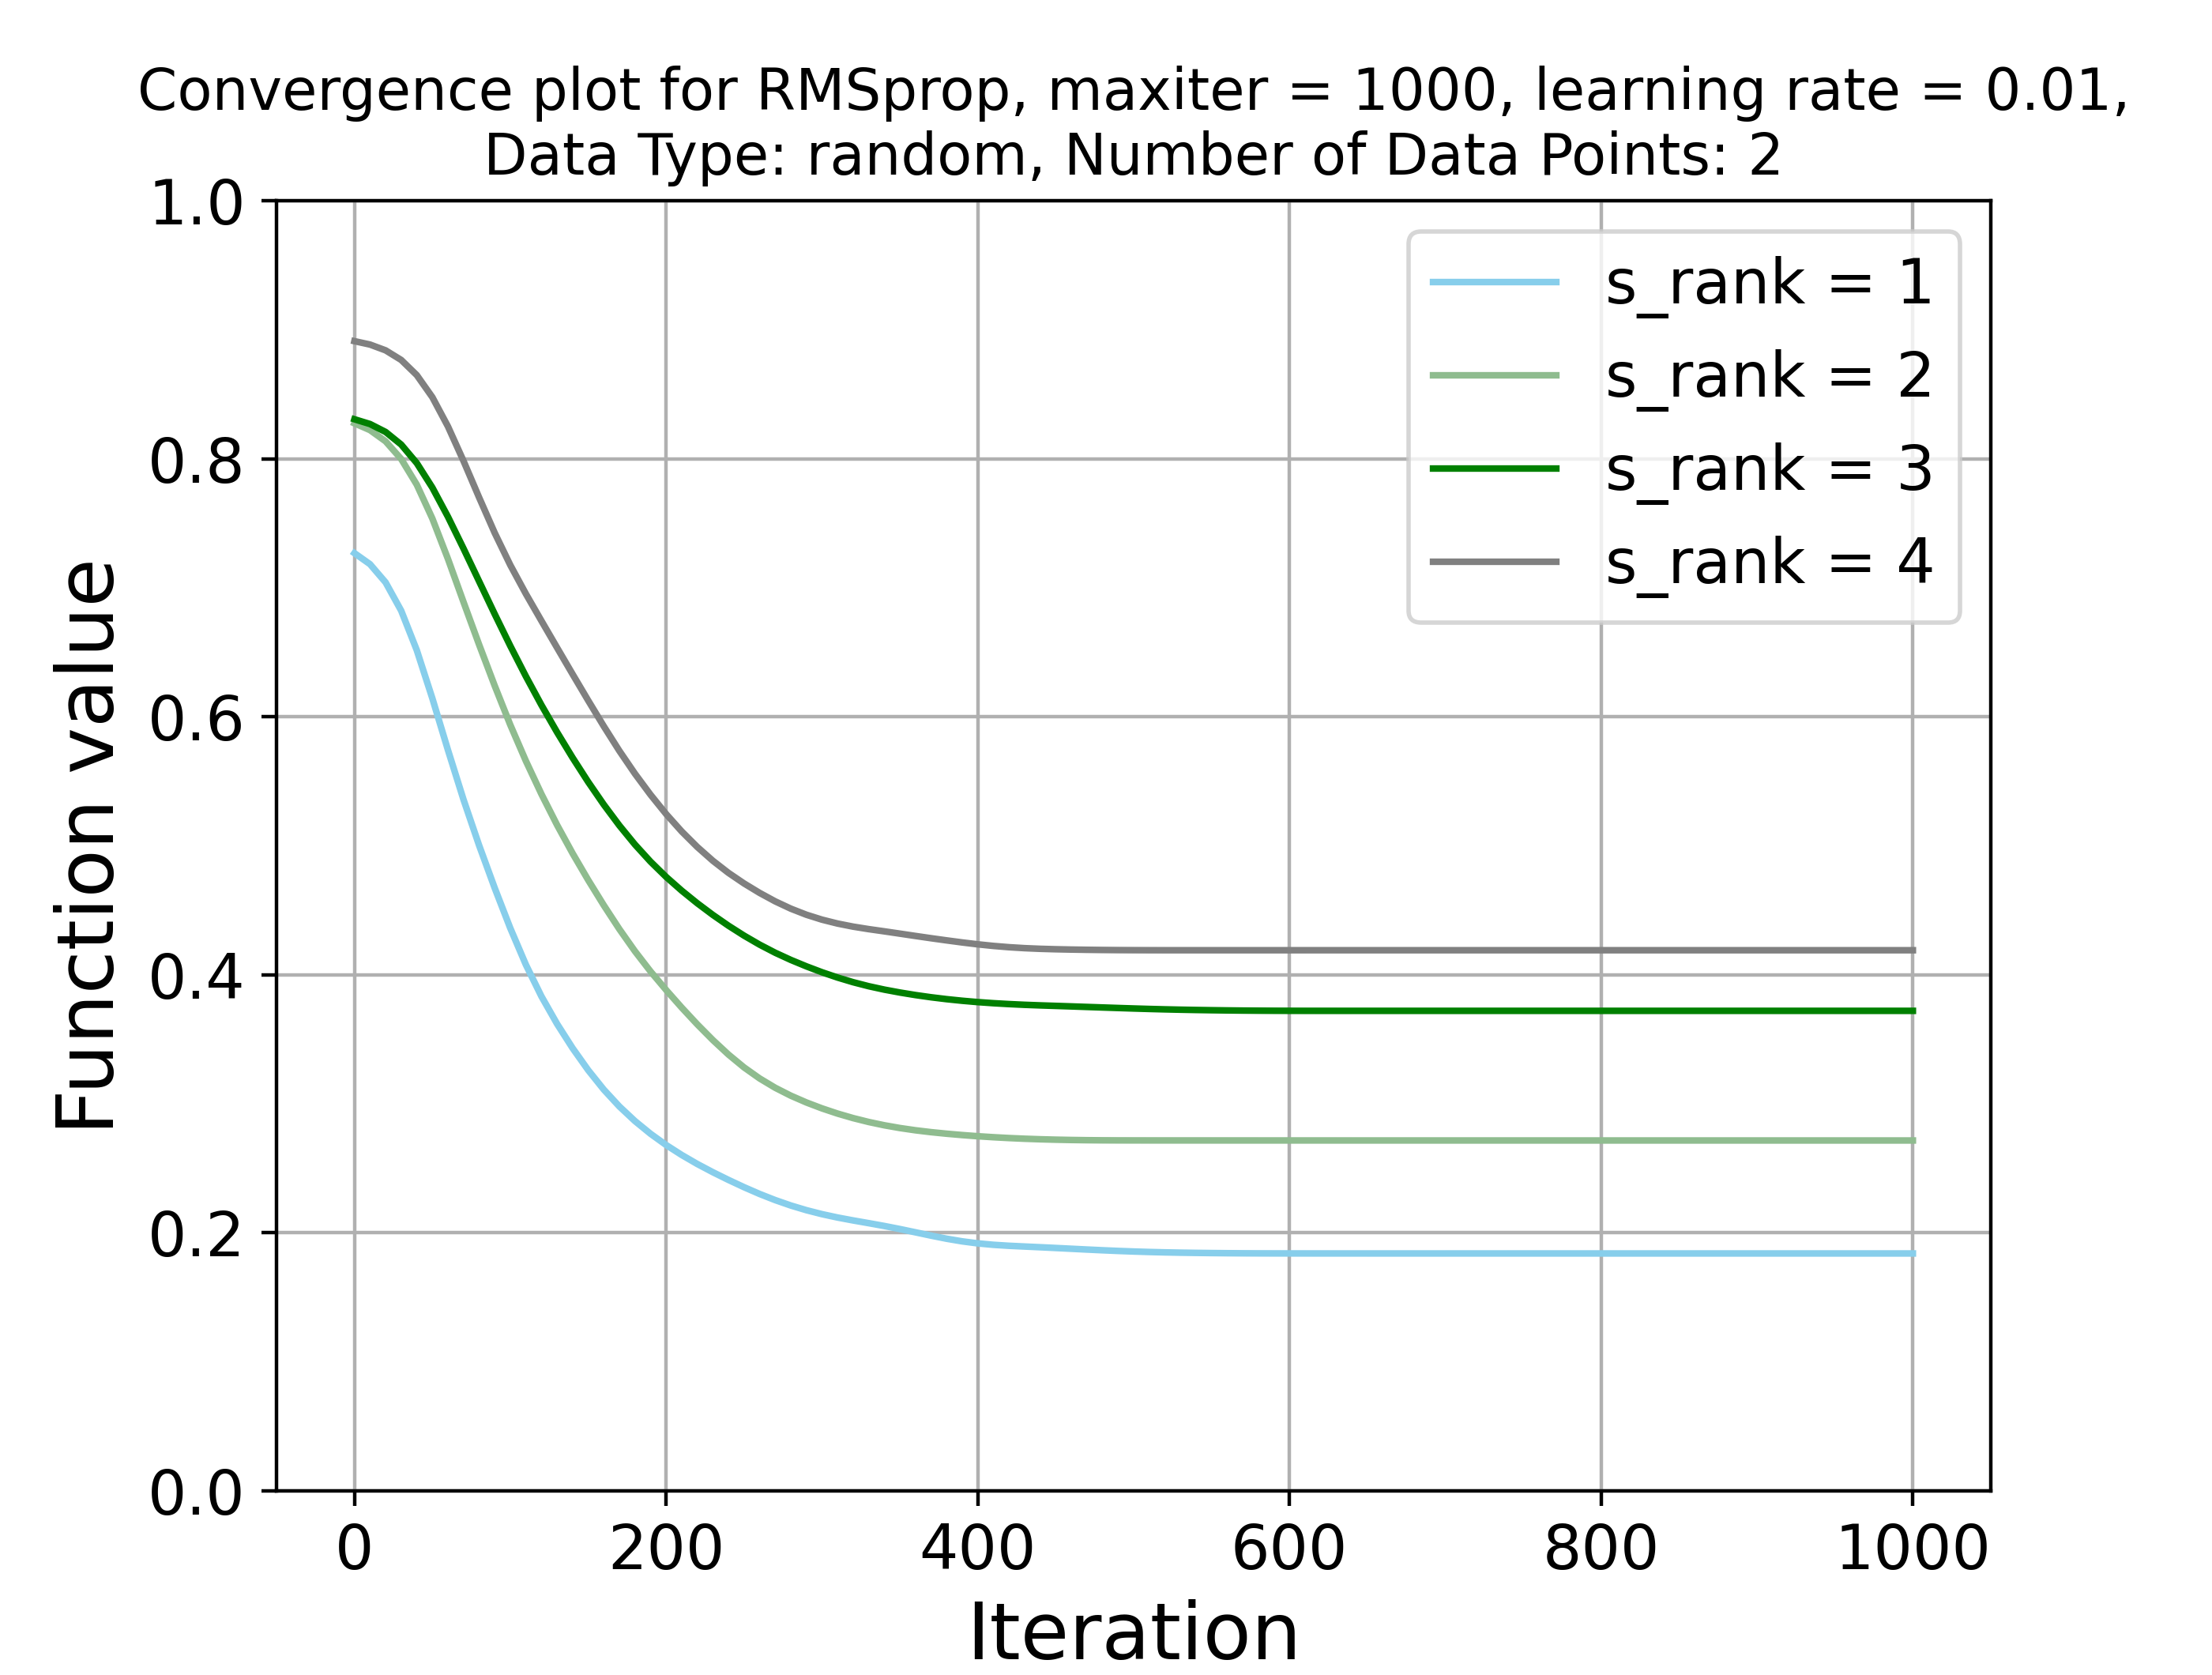 Convergence plot for RMSprop, maxiter = 1000, learning rate = 0.01,
Data Type: random, Number of Data Points: 2
1.0
0.8
0.6
0.4
0.2
0.0
Function value
s_rank = 1
s_rank = 2
s_rank = 3
s_rank = 4
0 200 400 600 800 1000
Iteration